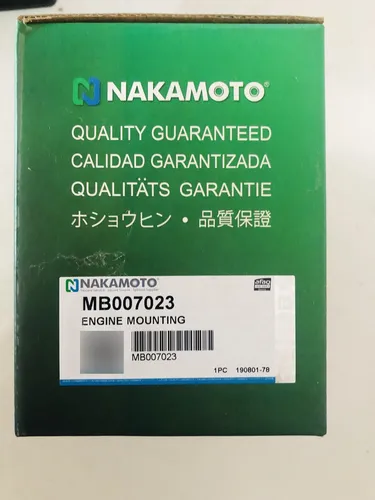 NAKAMOTO®
QUALITY GUARANTEED
CALIDAD GARANTIZADA
QUALITÄTS GARANTIE
ホショウヒン・品質保證
NAKAMOTO®
MB007023
ENGINE MOUNTING
afaq
MB007023
1PC 190801-78